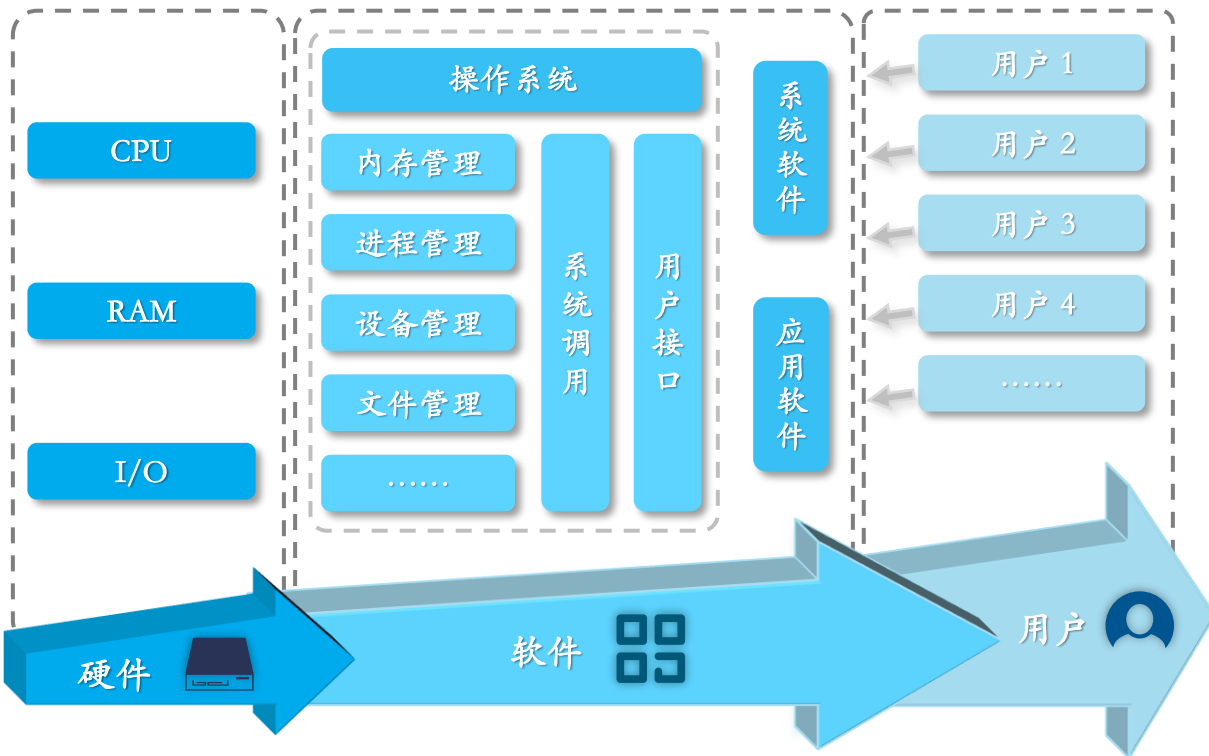 CPU
RAM
I/O
操作系统
内存管理
进程管理
设备管理
文件管理
……
系统调用
用户接口
系统软件
应用软件
用户 1
用户 2
用户 3
用户 4
……
硬件
软件
用户